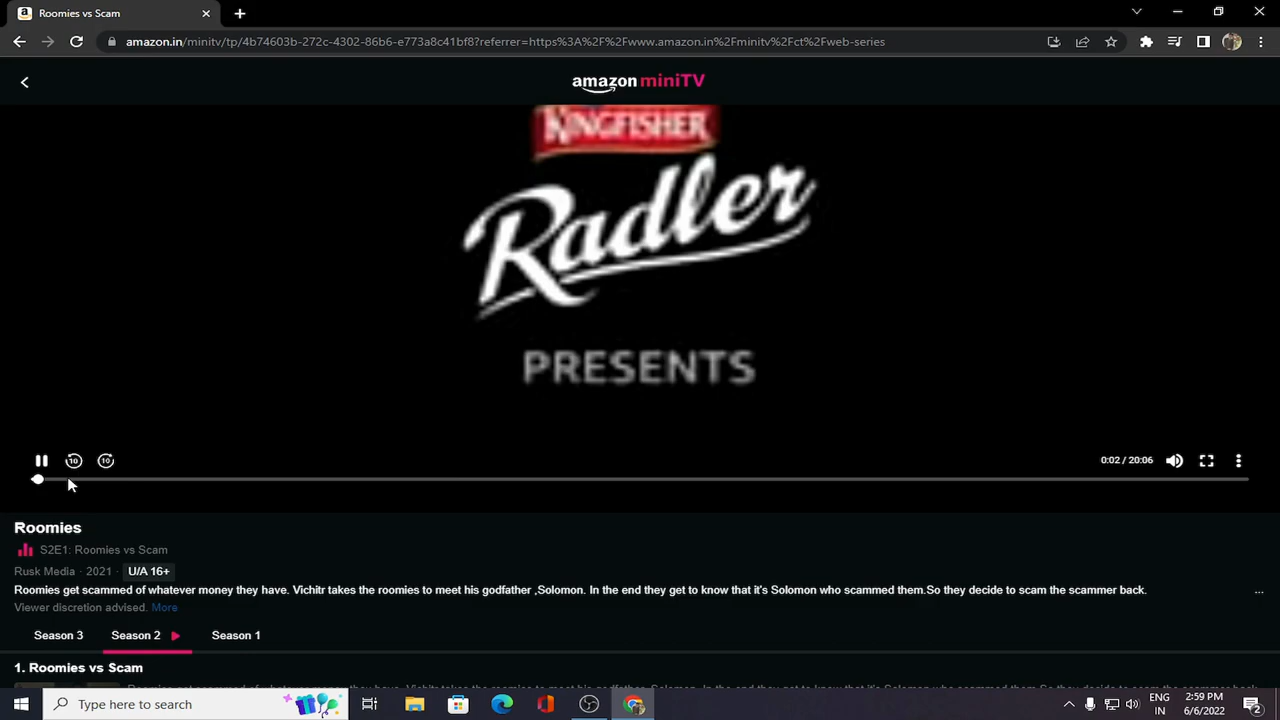 Roomies vs Scam
amazon.in/minitv/tp/4b74603b-272c-4302-86b6-e773a8c41bf8?referrer=https%3A%2F%2Fwww.amazon.in%2Fminitv%2Fct%2Fweb-series
amazon miniTV
KINGFISHER
Radler
PRESENTS
10 10 0:02 / 20:06
Roomies
S2E1: Roomies vs Scam
Rusk Media · 2021 · U/A 16+
Roomies get scammed of whatever money they have. Vichitr takes the roomies to meet his godfather ,Solomon. In the end they get to know that it's Solomon who scammed them.So they decide to scam the scammer back. ...
Viewer discretion advised. More
Season 3 Season 2 Season 1
1. Roomies vs Scam
Type here to search
ENG 2:59 PM
IN 6/6/2022 2